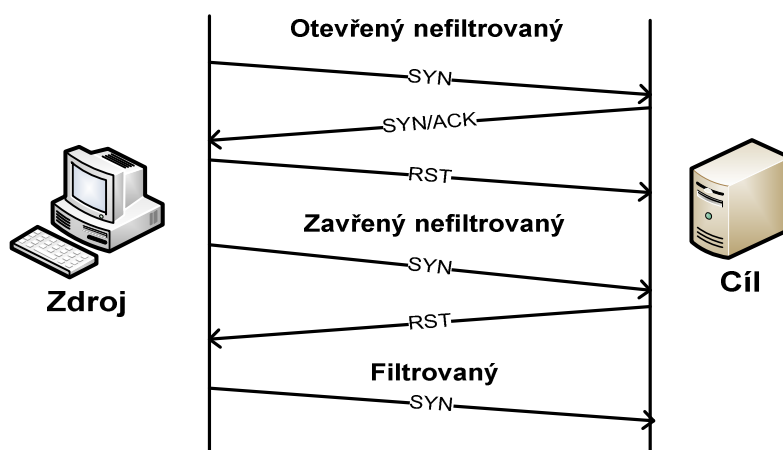 Otevřený nefiltrovaný
SYN
SYN/ACK
RST
Zavřený nefiltrovaný
SYN
Zdroj
Cíl
RST
Filtrovaný
SYN